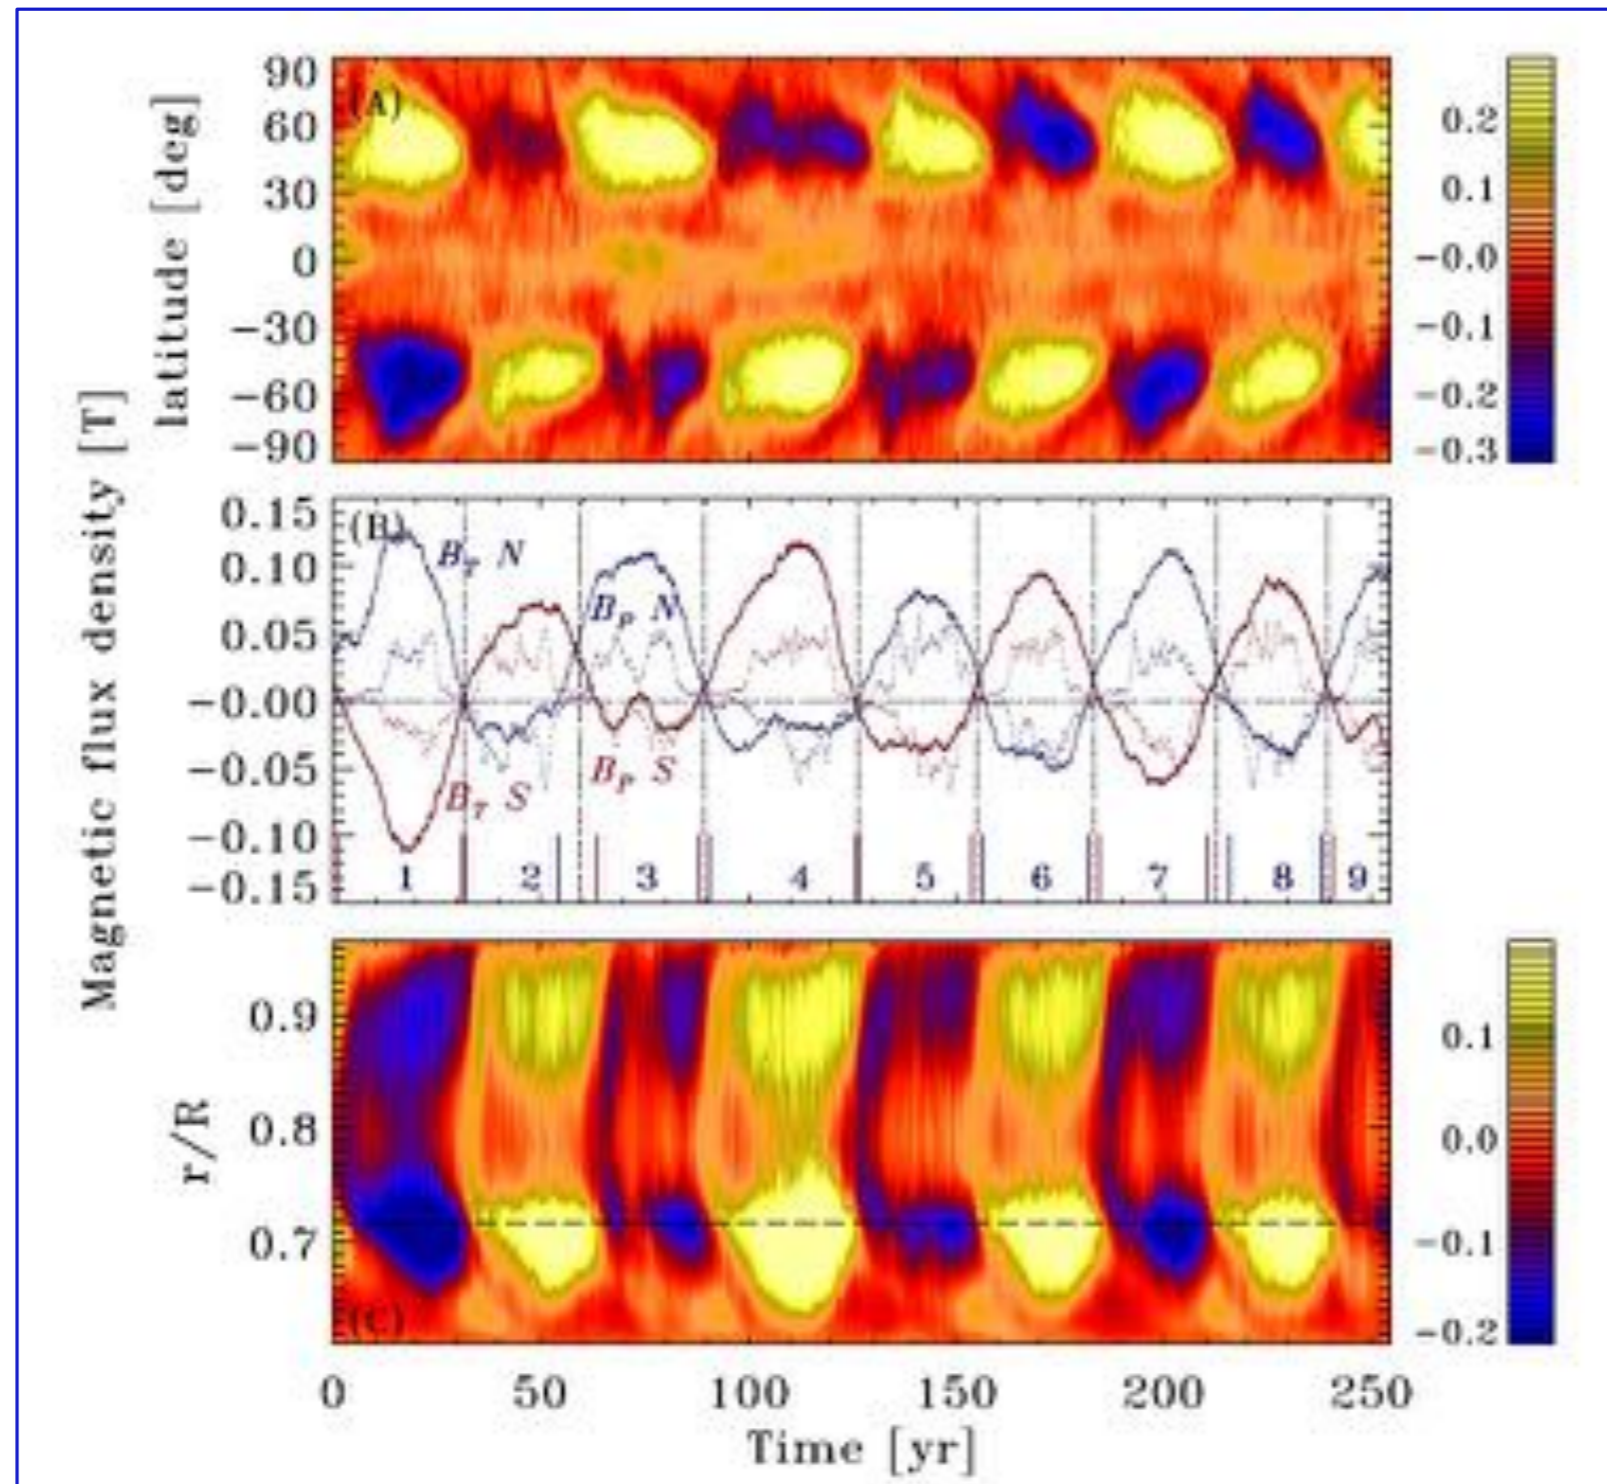 Magnetic flux density [T]
latitude [deg]
90
60
30
0
−30
−60
−90
(A)
0.2
0.1
−0.0
−0.1
−0.2
−0.3
0.15
0.10
0.05
−0.00
−0.05
−0.10
−0.15
(B)
B_T N
B_P N
B_T S
B_P S
1 2 3 4 5 6 7 8 9
r/R
0.9
0.8
0.7
(C)
0.1
0.0
−0.1
−0.2
0 50 100 150 200 250
Time [yr]